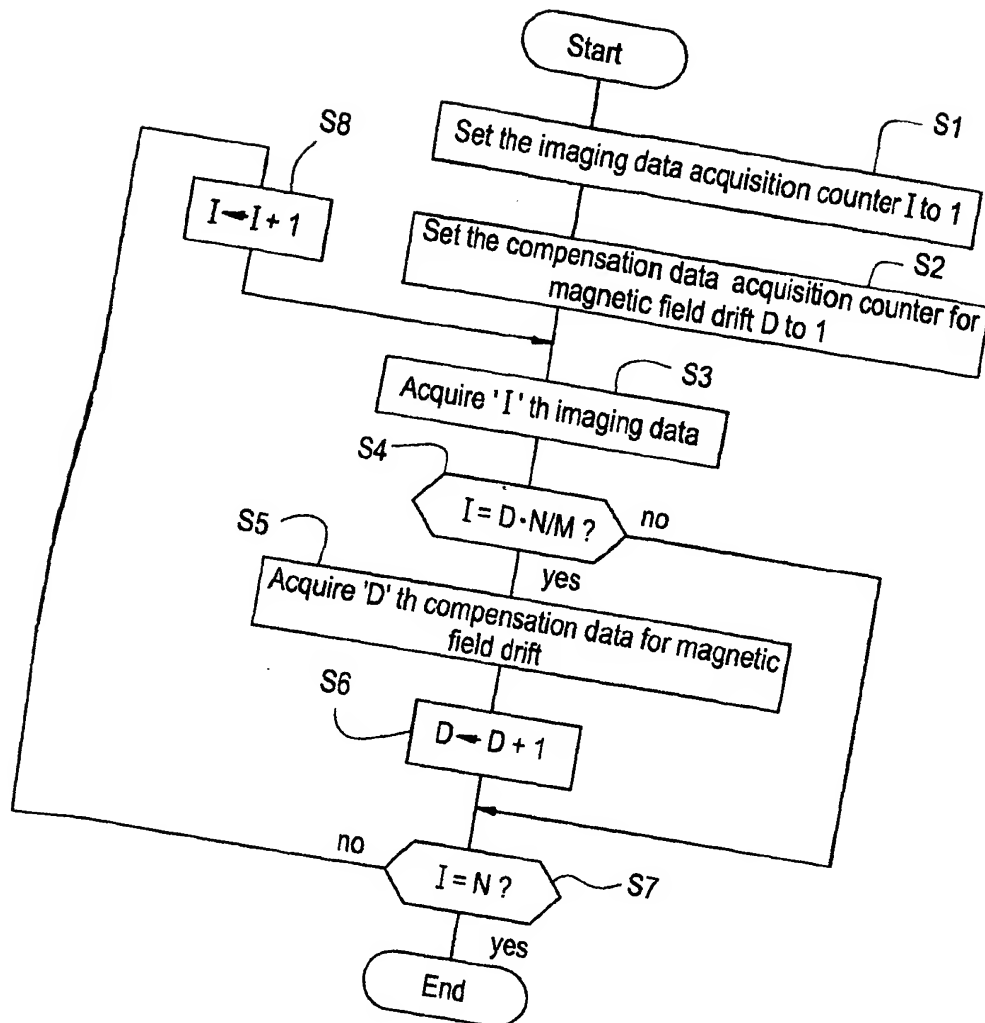 Start
S1
Set the imaging data acquisition counter I to 1
S2
Set the compensation data acquisition counter for
magnetic field drift D to 1
S8
I←I + 1
S3
Acquire ' I ' th imaging data
S4
I = D·N/M ?
no
yes
S5
Acquire 'D' th compensation data for magnetic
field drift
S6
D← D + 1
no
I = N ?
S7
yes
End